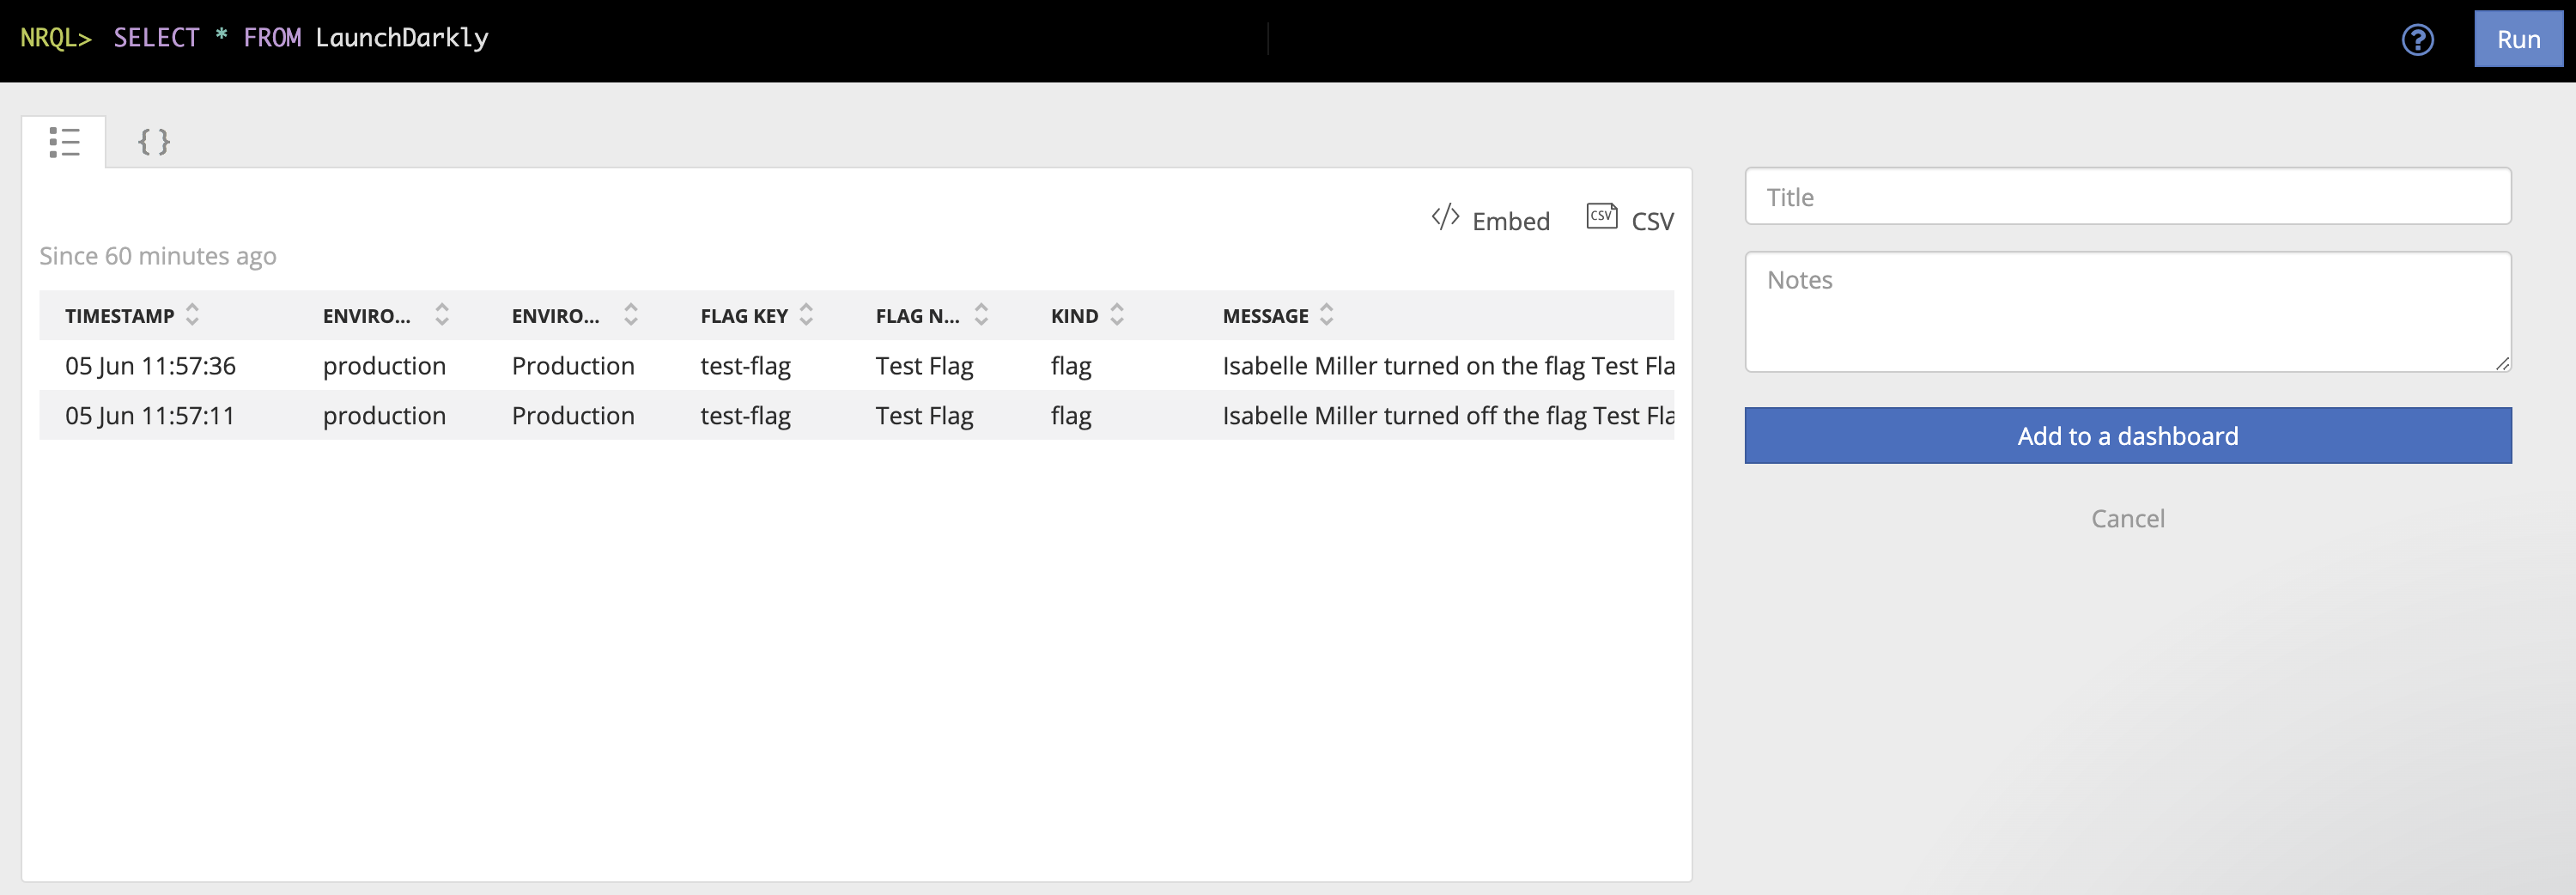 NRQL> SELECT * FROM LaunchDarkly
? Run
{ }
</> Embed CSV CSV
Since 60 minutes ago
TIMESTAMP ENVIRO... ENVIRO... FLAG KEY FLAG N... KIND MESSAGE
05 Jun 11:57:36 production Production test-flag Test Flag flag Isabelle Miller turned on the flag Test Fla
05 Jun 11:57:11 production Production test-flag Test Flag flag Isabelle Miller turned off the flag Test Fla
Title
Notes
Add to a dashboard
Cancel